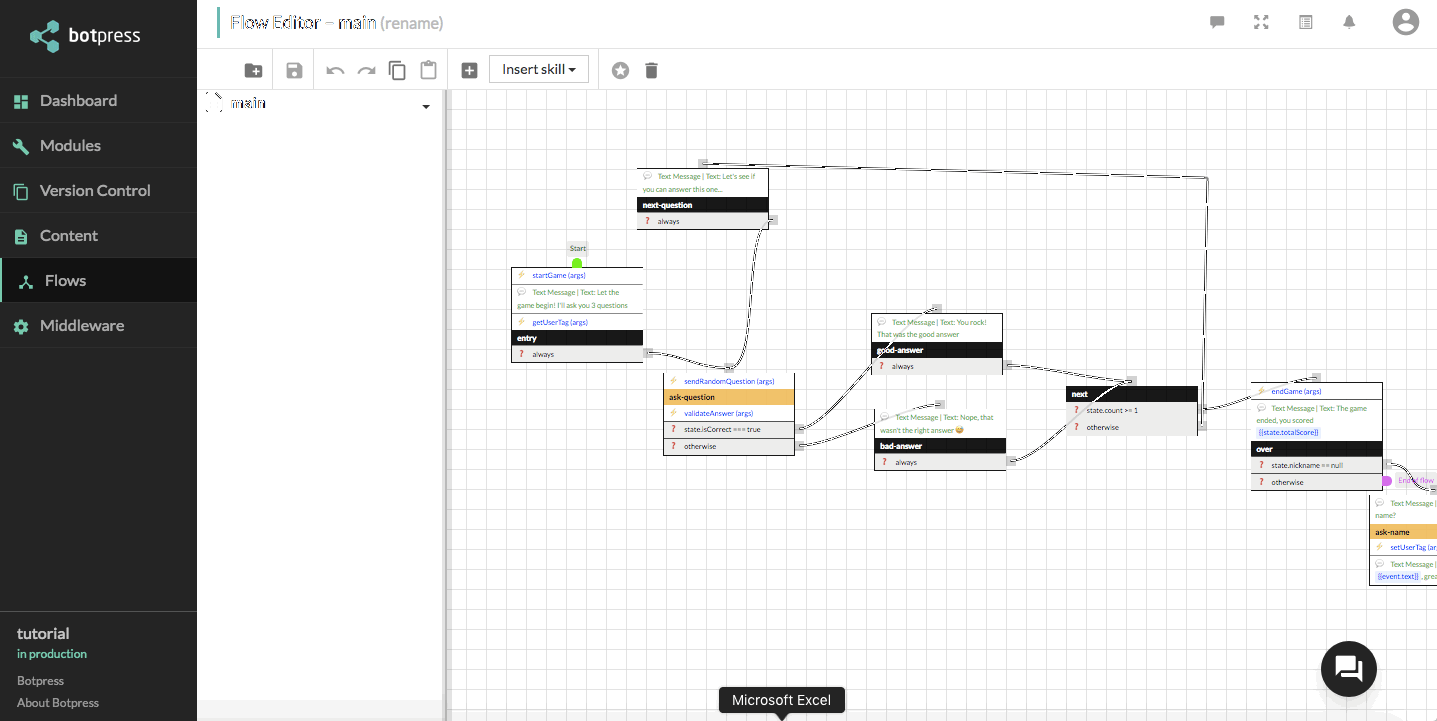 botpress
Flow Editor – main (rename)
Insert skill
Dashboard
Modules
Version Control
Content
Flows
Middleware
tutorial
in production
Botpress
About Botpress
main
Text Message | Text: Let's see if
you can answer this one...
next-question
always
Start
startGame (args)
Text Message | Text: Let the
game begin! I'll ask you 3 questions
getUserTag (args)
entry
always
sendRandomQuestion (args)
ask-question
validateAnswer (args)
state.isCorrect === true
otherwise
Text Message | Text: You rock!
That was the good answer
good-answer
always
Text Message | Text: Nope, that
wasn't the right answer 😅
bad-answer
always
next
state.count >= 1
otherwise
endGame (args)
Text Message | Text: The game
ended, you scored
{{state.totalScore}}
over
state.nickname == null
otherwise
End of flow
Text Message |
name?
ask-name
setUserTag (ar
Text Message |
{{event.text}}, grea
Microsoft Excel